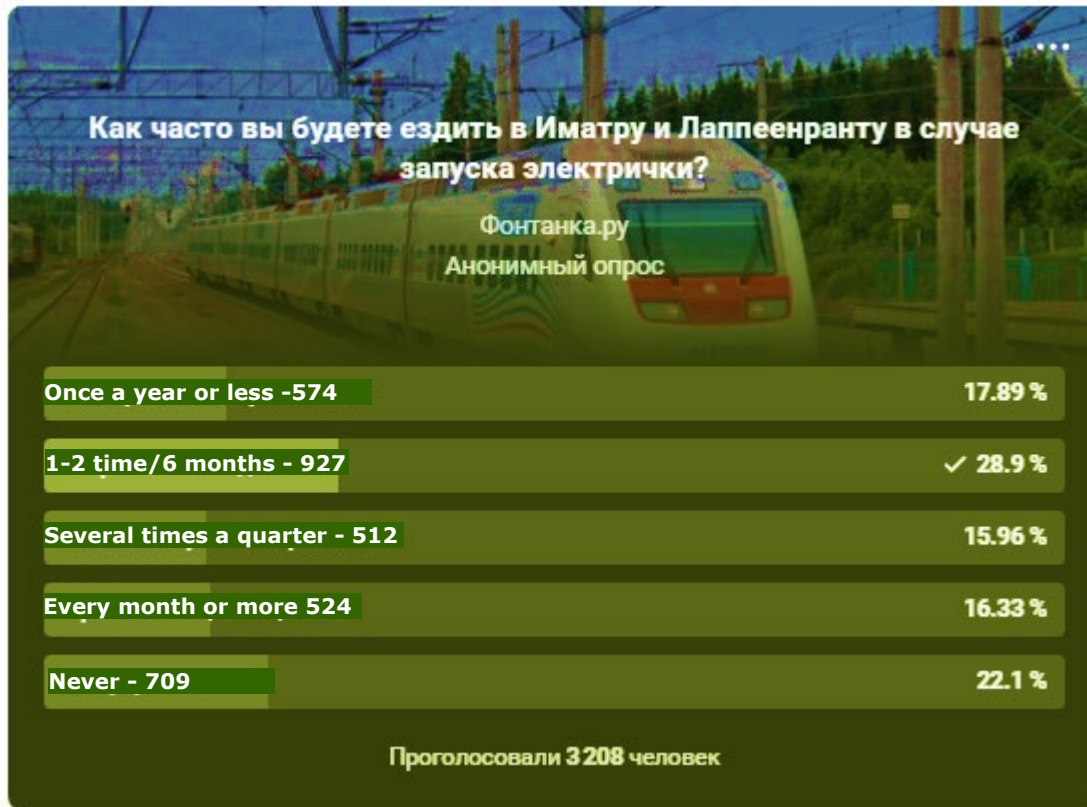 Как часто вы будете ездить в Иматру и Лаппеенранту в случае
запуска электрички?
Фонтанка.ру
Анонимный опрос
Once a year or less -574 17.89 %
1-2 time/6 months - 927 28.9 %
Several times a quarter - 512 15.96 %
Every month or more 524 16.33 %
Never - 709 22.1 %
Проголосовали 3 208 человек